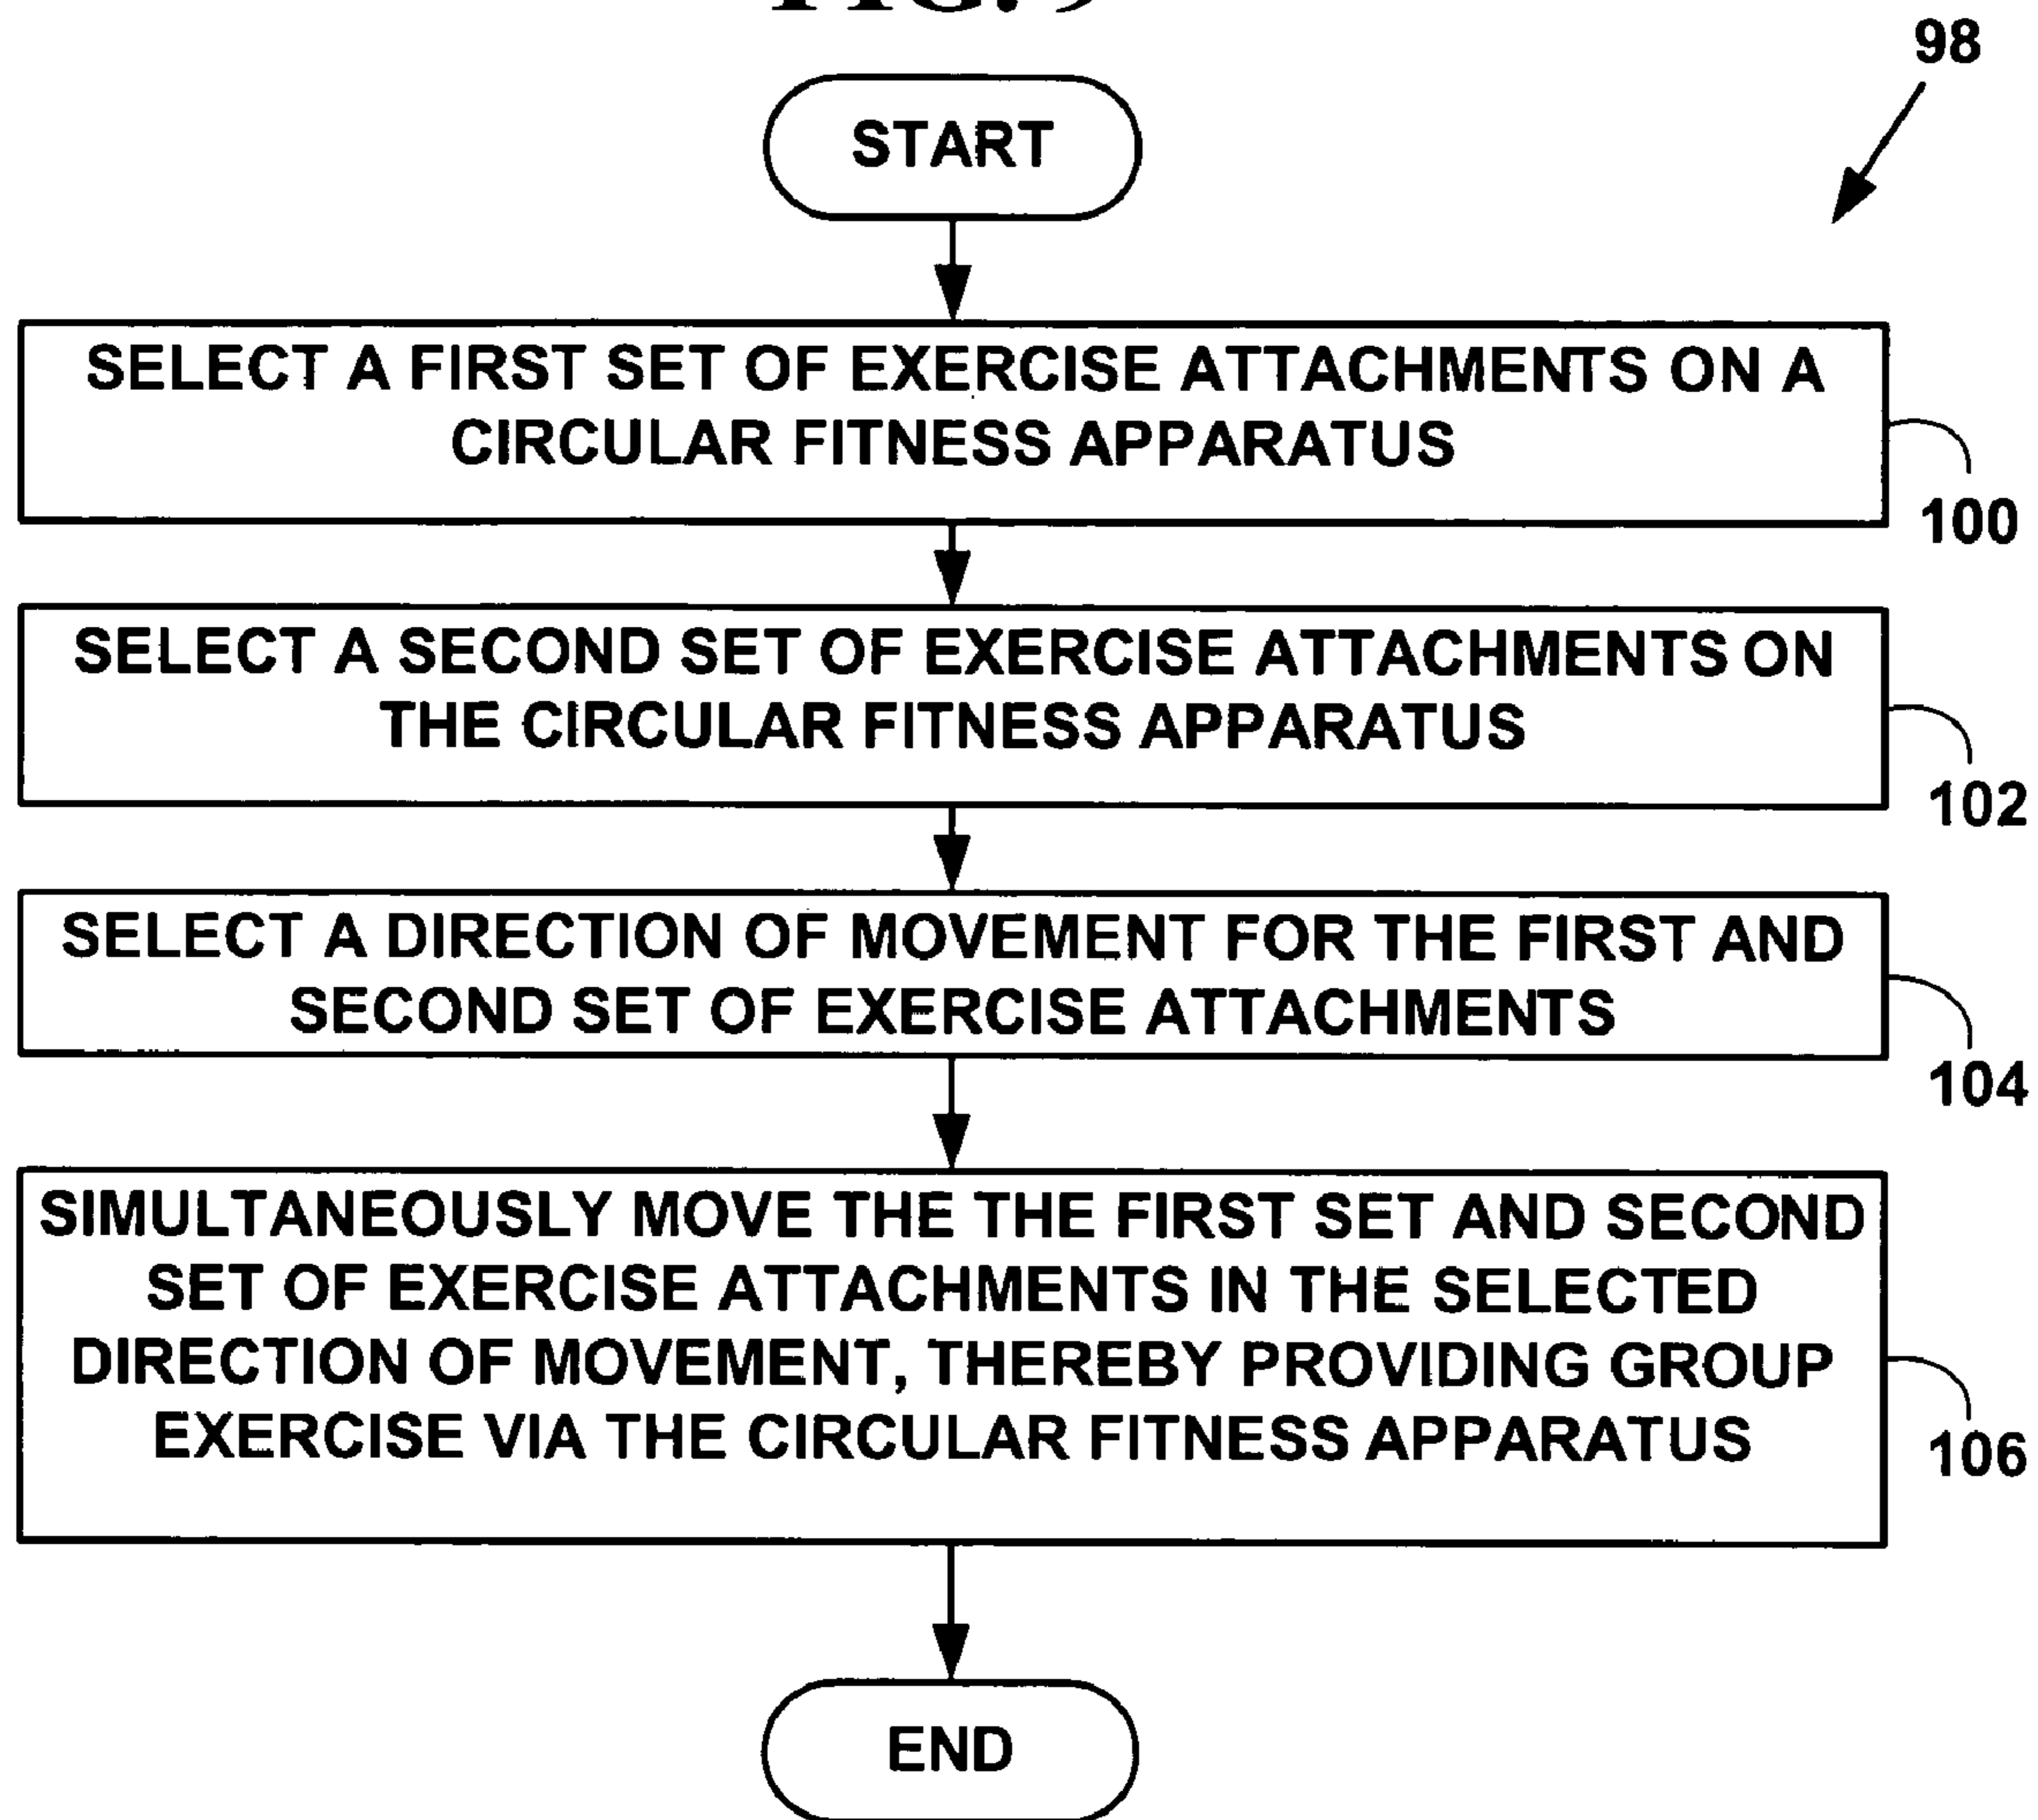 98
START
SELECT A FIRST SET OF EXERCISE ATTACHMENTS ON A
CIRCULAR FITNESS APPARATUS
100
SELECT A SECOND SET OF EXERCISE ATTACHMENTS ON
THE CIRCULAR FITNESS APPARATUS
102
SELECT A DIRECTION OF MOVEMENT FOR THE FIRST AND
SECOND SET OF EXERCISE ATTACHMENTS
104
SIMULTANEOUSLY MOVE THE THE FIRST SET AND SECOND
SET OF EXERCISE ATTACHMENTS IN THE SELECTED
DIRECTION OF MOVEMENT, THEREBY PROVIDING GROUP
EXERCISE VIA THE CIRCULAR FITNESS APPARATUS
106
END